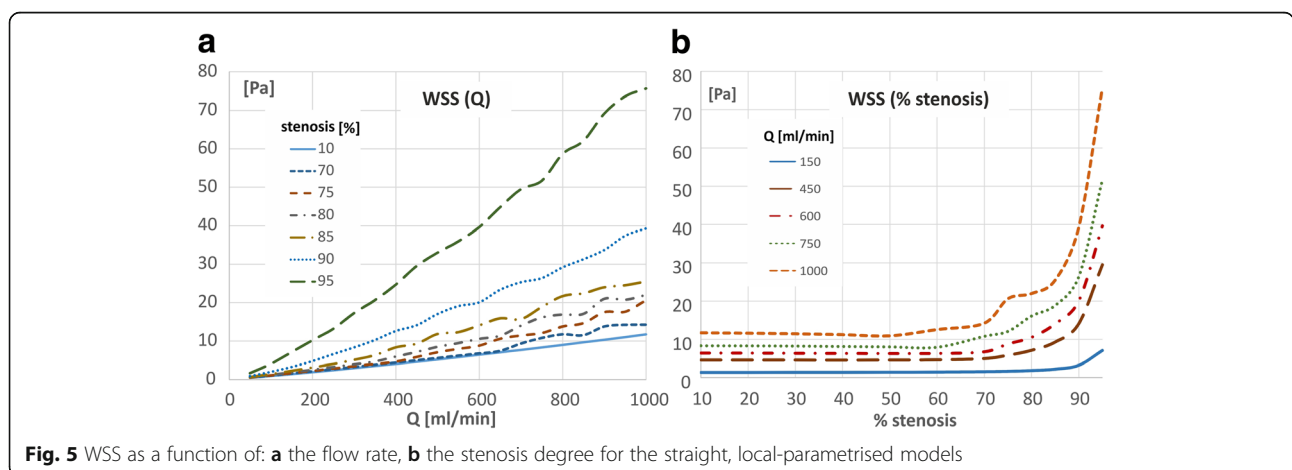 a
80
70
60
50
40
30
20
10
0
[Pa]
WSS (Q)
stenosis [%]
10
70
75
80
85
90
95
0 200 400 600 800 1000
Q [ml/min]
b
80
70
60
50
40
30
20
10
0
[Pa]
WSS (% stenosis)
Q [ml/min]
150
450
600
750
1000
10 20 30 40 50 60 70 80 90
% stenosis
Fig. 5 WSS as a function of: a the flow rate, b the stenosis degree for the straight, local-parametrised models